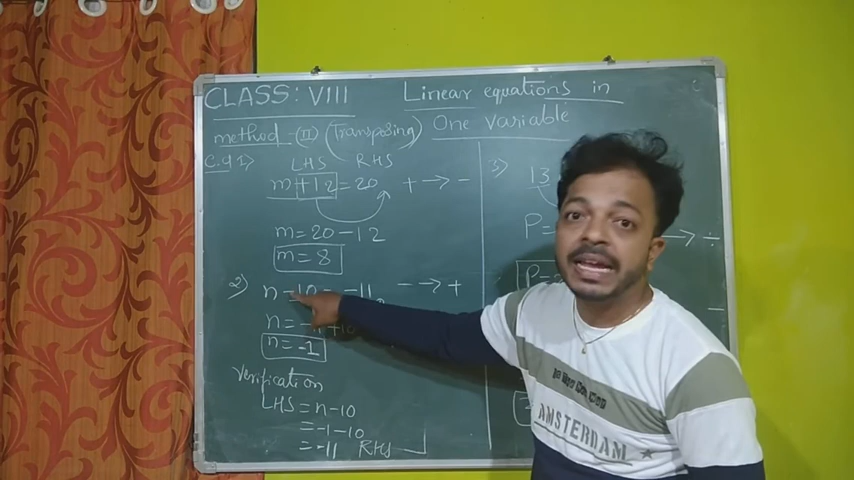 CLASS: VIII Linear equations in
One Variable
method-(II) (Transposing)
e.g 1>
LHS RHS
m+12=20 + → -
m=20-12
m=8
2)
n-10=-11 - → +
n=-11+10
n=-1
Verification
LHS=n-10
=-1-10
=-11 RHS
3)
13
P=
→ ÷
P=
AMSTERDAM